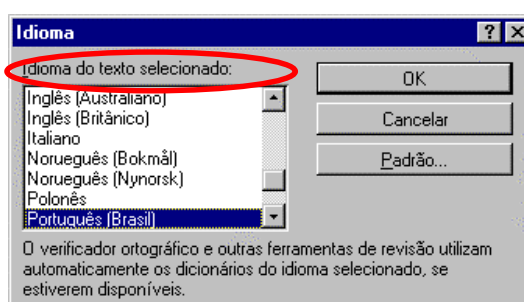 Idioma
Idioma do texto selecionado:
Inglês (Australiano)
Inglês (Britânico)
Italiano
Norueguês (Bokmål)
Norueguês (Nynorsk)
Polonês
Português (Brasil)
OK
Cancelar
Padrão...
O verificador ortográfico e outras ferramentas de revisão utilizam
automaticamente os dicionários do idioma selecionado, se
estiverem disponíveis.